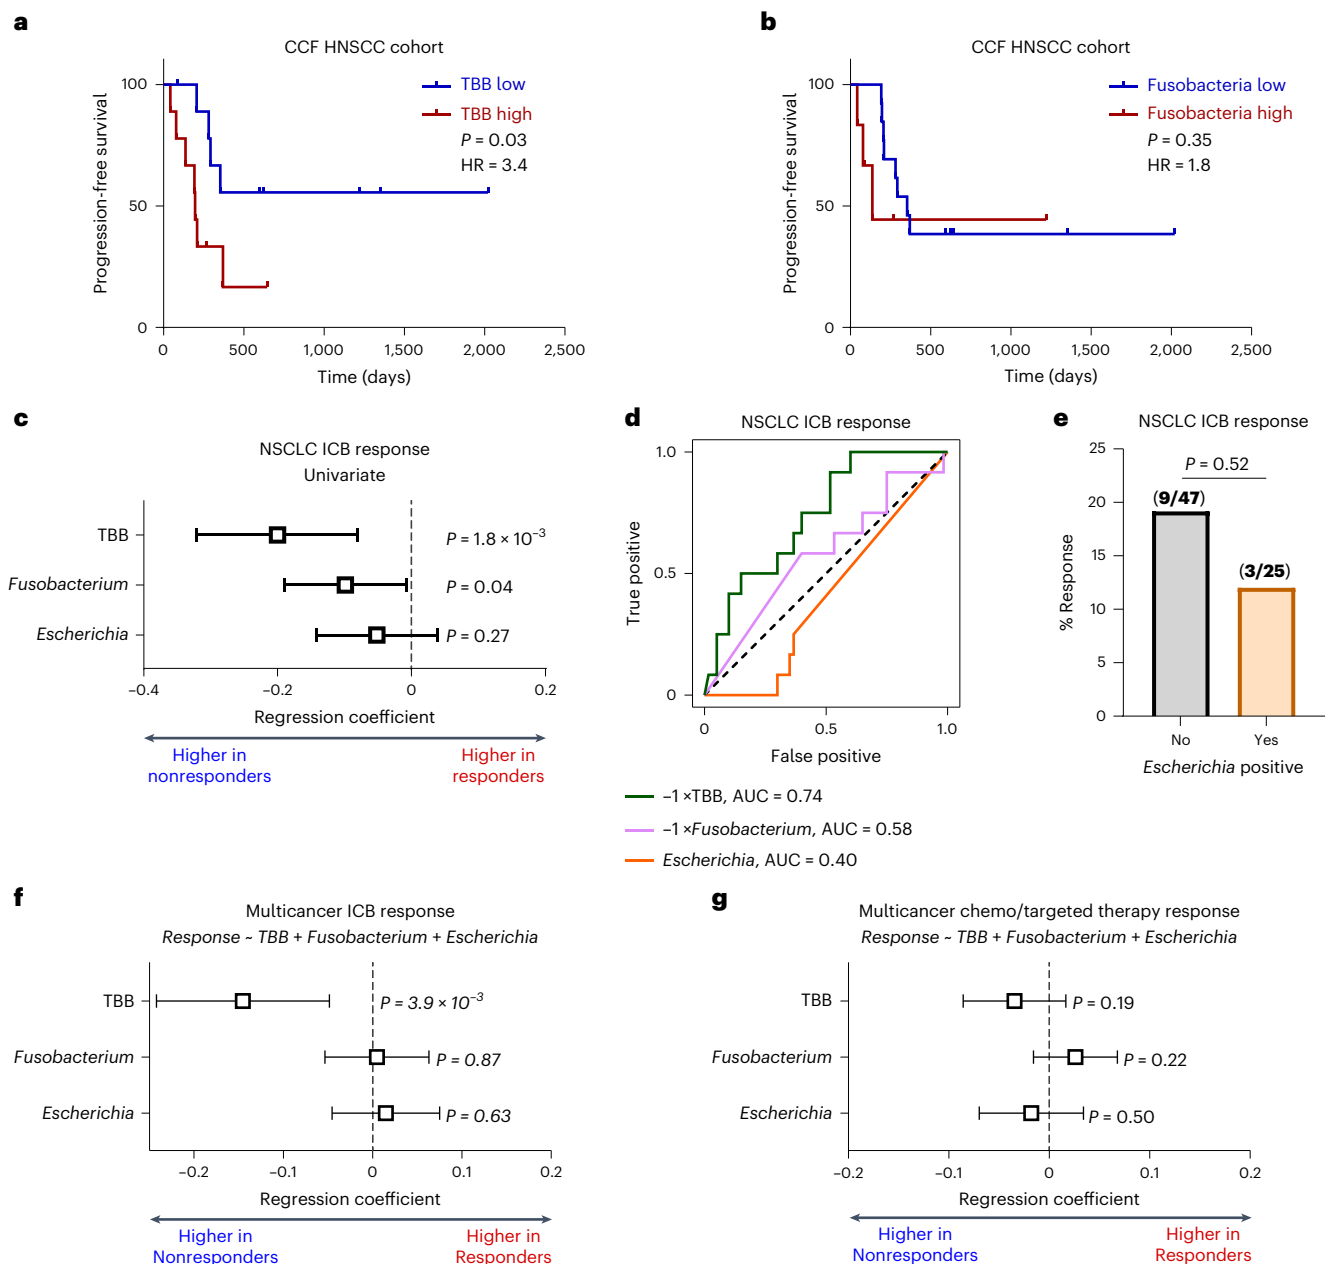 a
CCF HNSCC cohort
TBB low
TBB high
P = 0.03
HR = 3.4
Progression-free survival
100
50
0
0 500 1,000 1,500 2,000 2,500
Time (days)
b
CCF HNSCC cohort
Fusobacteria low
Fusobacteria high
P = 0.35
HR = 1.8
Progression-free survival
100
50
0
0 500 1,000 1,500 2,000 2,500
Time (days)
c
NSCLC ICB response
Univariate
TBB
P = 1.8 × 10⁻³
Fusobacterium
P = 0.04
Escherichia
P = 0.27
−0.4 −0.2 0 0.2
Regression coefficient
Higher in
nonresponders
Higher in
responders
d
NSCLC ICB response
True positive
1.0
0.5
0
0 0.5 1.0
False positive
−1 ×TBB, AUC = 0.74
−1 ×Fusobacterium, AUC = 0.58
Escherichia, AUC = 0.40
e
NSCLC ICB response
% Response
25
20
15
10
5
0
P = 0.52
(9/47)
(3/25)
No Yes
Escherichia positive
f
Multicancer ICB response
Response ~ TBB + Fusobacterium + Escherichia
TBB
P = 3.9 × 10⁻³
Fusobacterium
P = 0.87
Escherichia
P = 0.63
−0.2 −0.1 0 0.1 0.2
Regression coefficient
Higher in
Nonresponders
Higher in
Responders
g
Multicancer chemo/targeted therapy response
Response ~ TBB + Fusobacterium + Escherichia
TBB
P = 0.19
Fusobacterium
P = 0.22
Escherichia
P = 0.50
−0.2 −0.1 0 0.1 0.2
Regression coefficient
Higher in
Nonresponders
Higher in
Responders